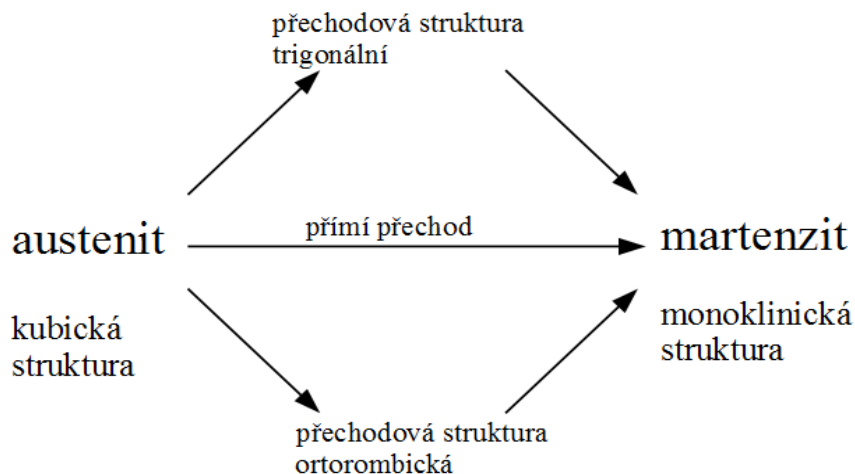 přechodová struktura
trigonální
austenit
přímí přechod
martenzit
kubická
struktura
monoklinická
struktura
přechodová struktura
ortorombická